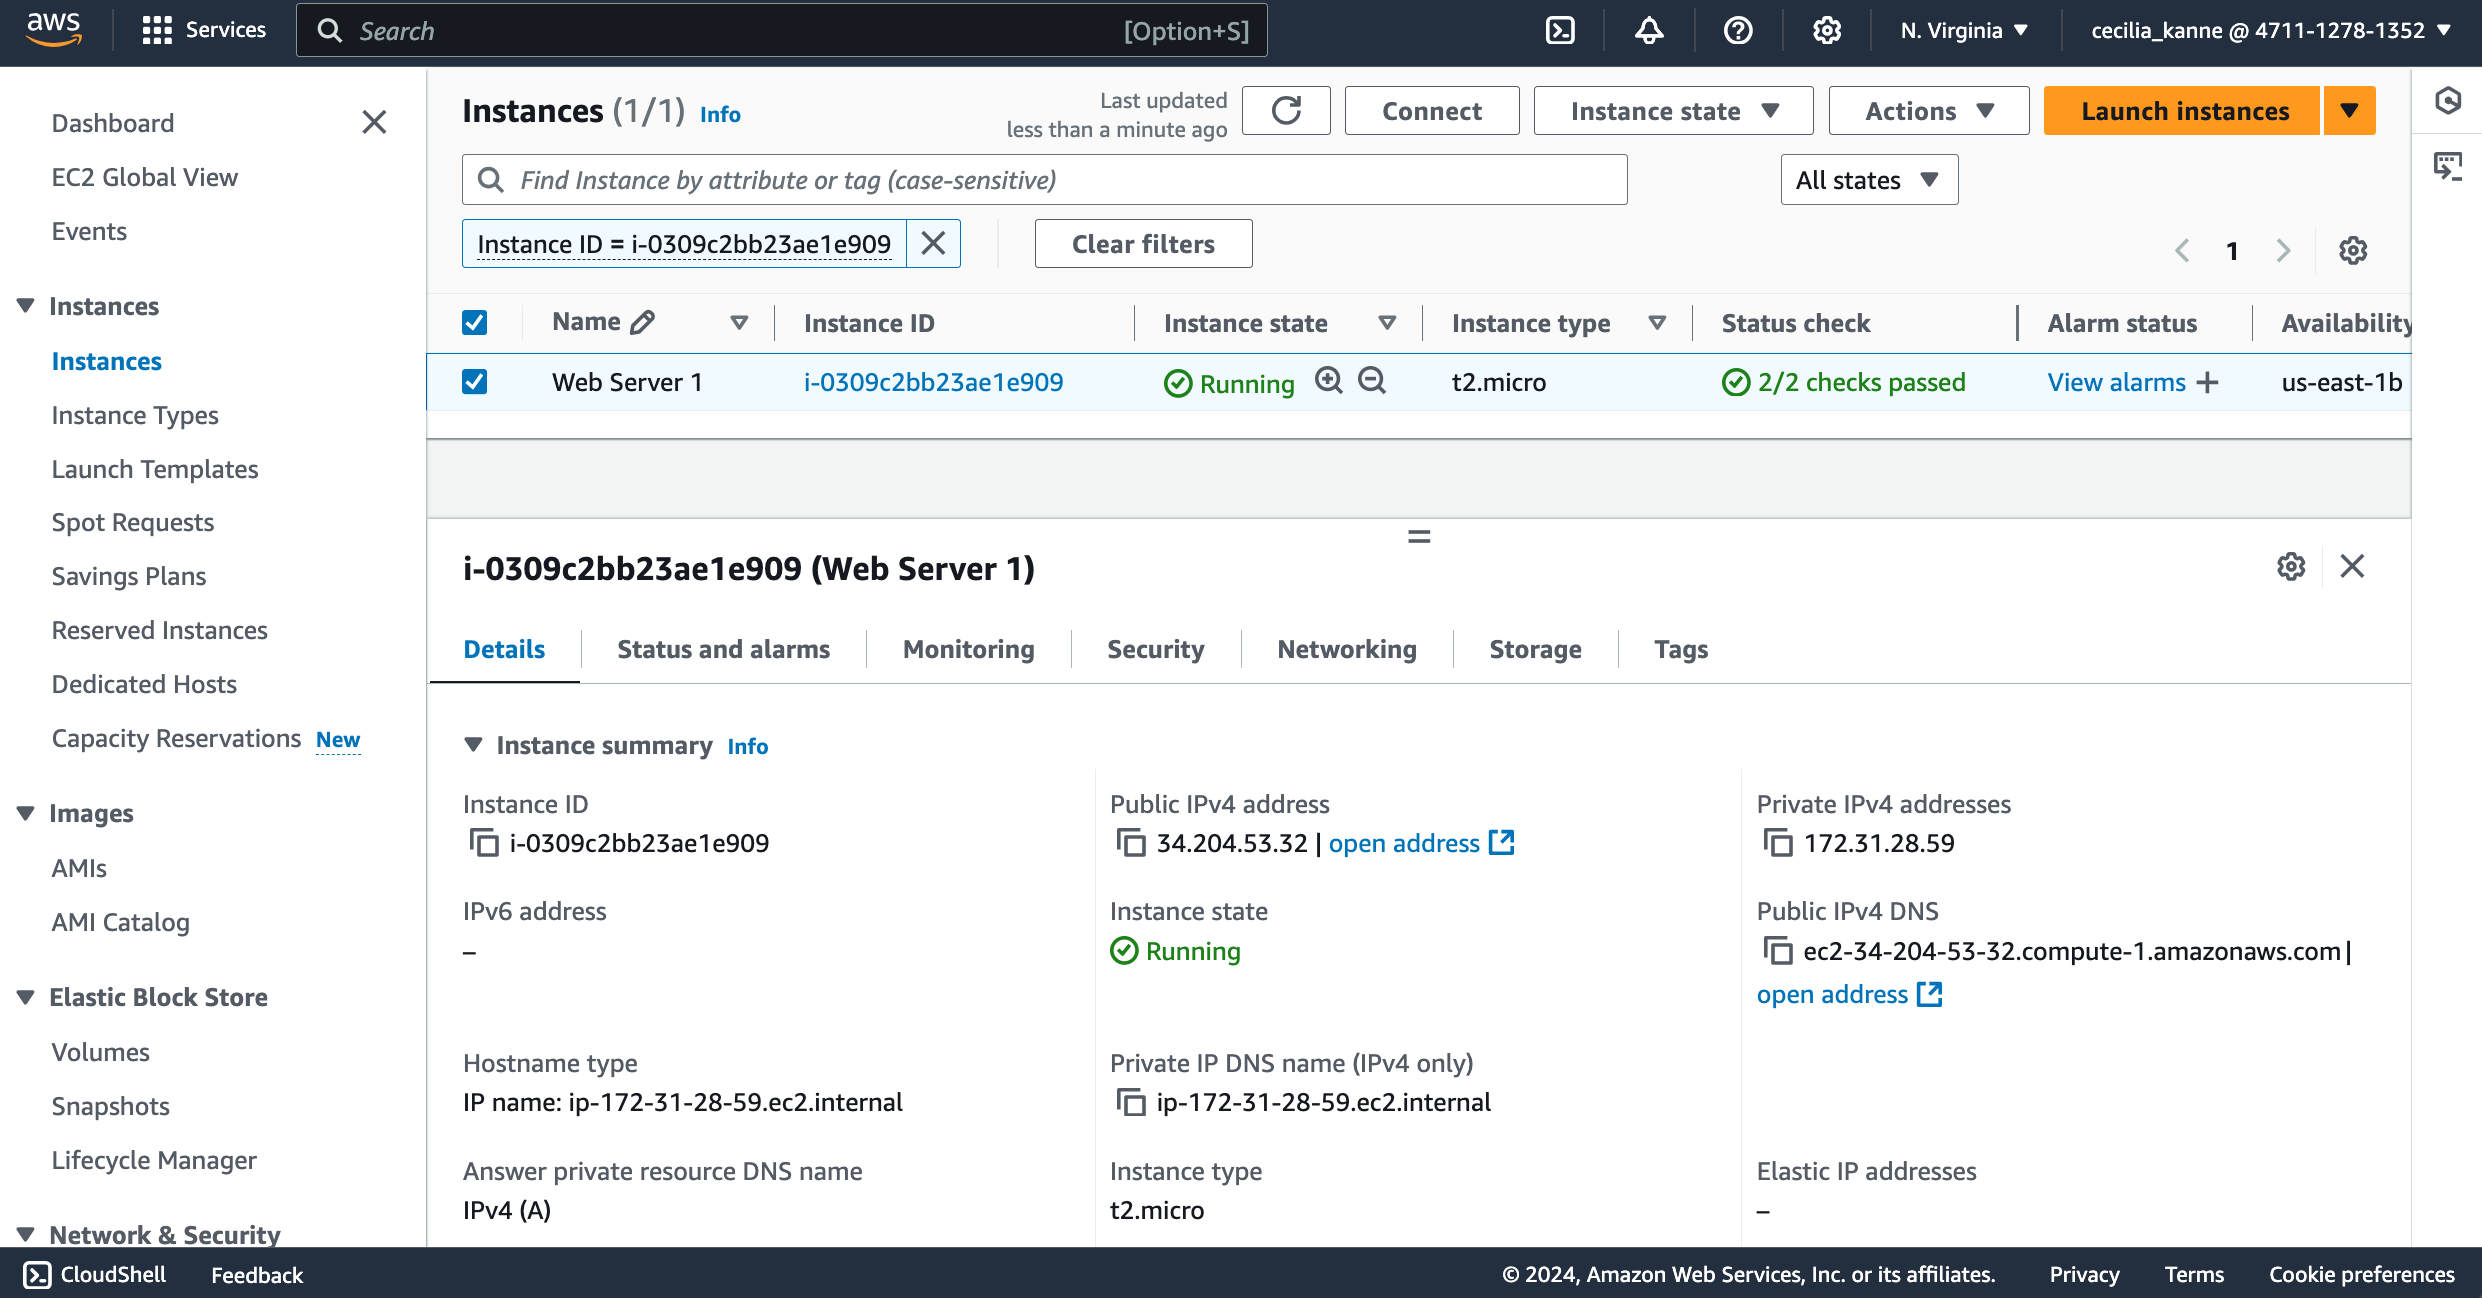 aws
Services
Search [Option+S]
N. Virginia
cecilia_kanne @ 4711-1278-1352
Dashboard
EC2 Global View
Events
Instances
Instances
Instance Types
Launch Templates
Spot Requests
Savings Plans
Reserved Instances
Dedicated Hosts
Capacity Reservations New
Images
AMIs
AMI Catalog
Elastic Block Store
Volumes
Snapshots
Lifecycle Manager
Network & Security
Instances (1/1) Info
Last updated
less than a minute ago
Connect
Instance state
Actions
Launch instances
Find Instance by attribute or tag (case-sensitive)
All states
Instance ID = i-0309c2bb23ae1e909
Clear filters
1
Name Instance ID Instance state Instance type Status check Alarm status Availability
Web Server 1 i-0309c2bb23ae1e909 Running t2.micro 2/2 checks passed View alarms us-east-1b
i-0309c2bb23ae1e909 (Web Server 1)
Details Status and alarms Monitoring Security Networking Storage Tags
Instance summary Info
Instance ID
i-0309c2bb23ae1e909
Public IPv4 address
34.204.53.32 | open address
Private IPv4 addresses
172.31.28.59
IPv6 address
–
Instance state
Running
Public IPv4 DNS
ec2-34-204-53-32.compute-1.amazonaws.com |
open address
Hostname type
IP name: ip-172-31-28-59.ec2.internal
Private IP DNS name (IPv4 only)
ip-172-31-28-59.ec2.internal
Answer private resource DNS name
IPv4 (A)
Instance type
t2.micro
Elastic IP addresses
–
CloudShell
Feedback
© 2024, Amazon Web Services, Inc. or its affiliates.
Privacy
Terms
Cookie preferences